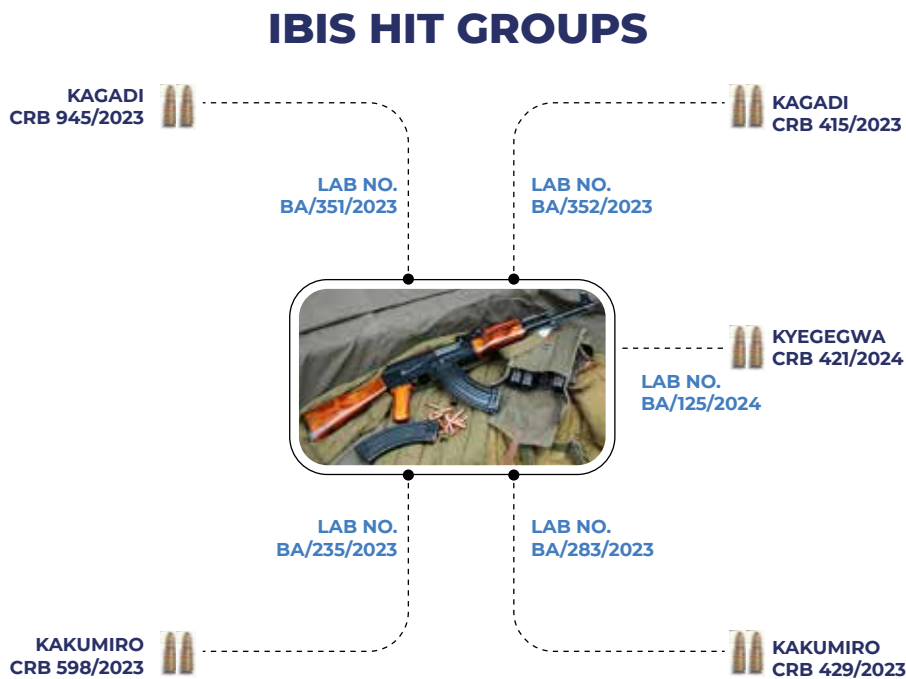 IBIS HIT GROUPS
KAGADI
CRB 945/2023
KAGADI
CRB 415/2023
LAB NO.
BA/351/2023
LAB NO.
BA/352/2023
KYEGEGWA
CRB 421/2024
LAB NO.
BA/125/2024
LAB NO.
BA/235/2023
LAB NO.
BA/283/2023
KAKUMIRO
CRB 598/2023
KAKUMIRO
CRB 429/2023